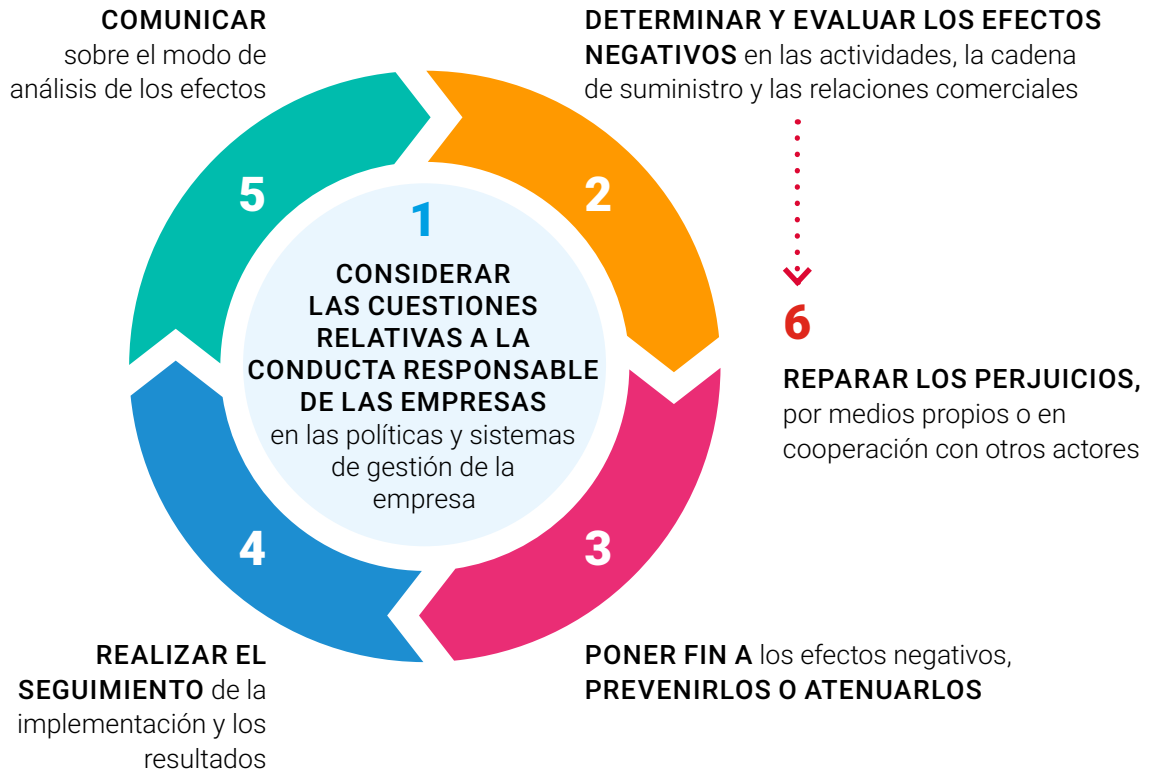 COMUNICAR
sobre el modo de
análisis de los efectos
DETERMINAR Y EVALUAR LOS EFECTOS
NEGATIVOS en las actividades, la cadena
de suministro y las relaciones comerciales
5
2
1
CONSIDERAR
LAS CUESTIONES
RELATIVAS A LA
CONDUCTA RESPONSABLE
DE LAS EMPRESAS
en las políticas y sistemas
de gestión de la
empresa
6
REPARAR LOS PERJUICIOS,
por medios propios o en
cooperación con otros actores
4
3
REALIZAR EL
SEGUIMIENTO de la
implementación y los
resultados
PONER FIN A los efectos negativos,
PREVENIRLOS O ATENUARLOS